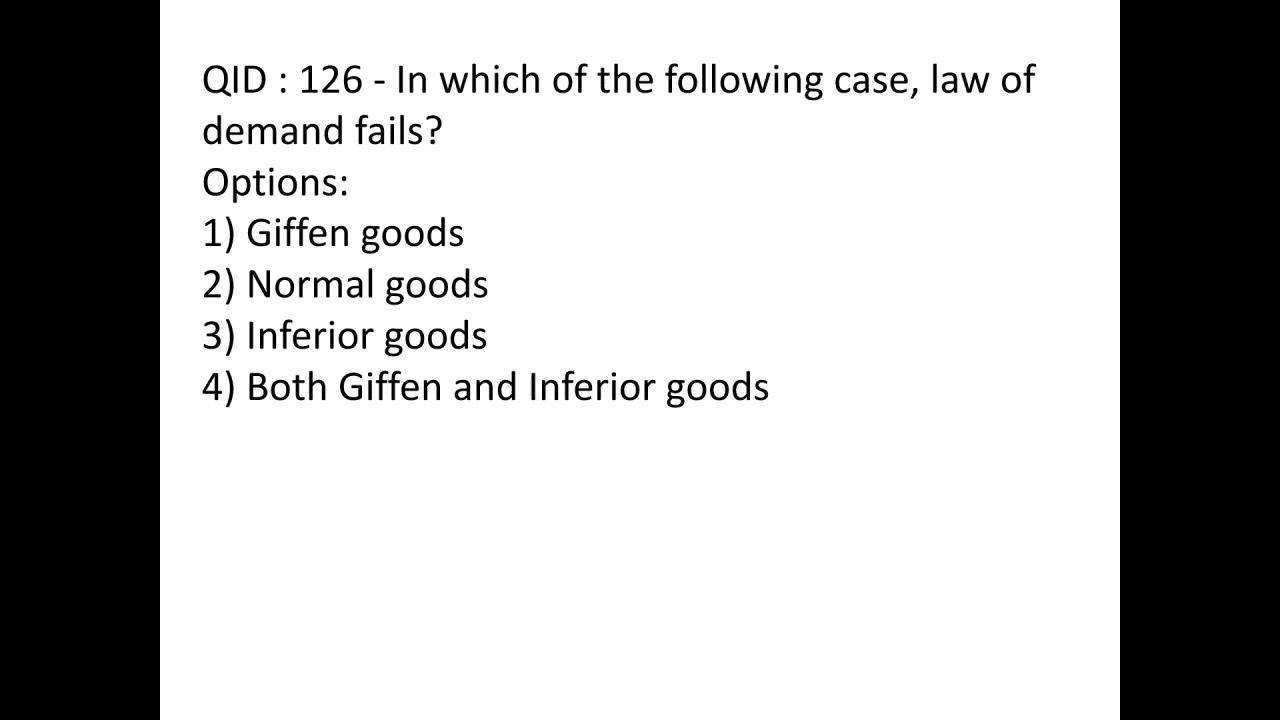 QID : 126 - In which of the following case, law of
demand fails?
Options:
1) Giffen goods
2) Normal goods
3) Inferior goods
4) Both Giffen and Inferior goods